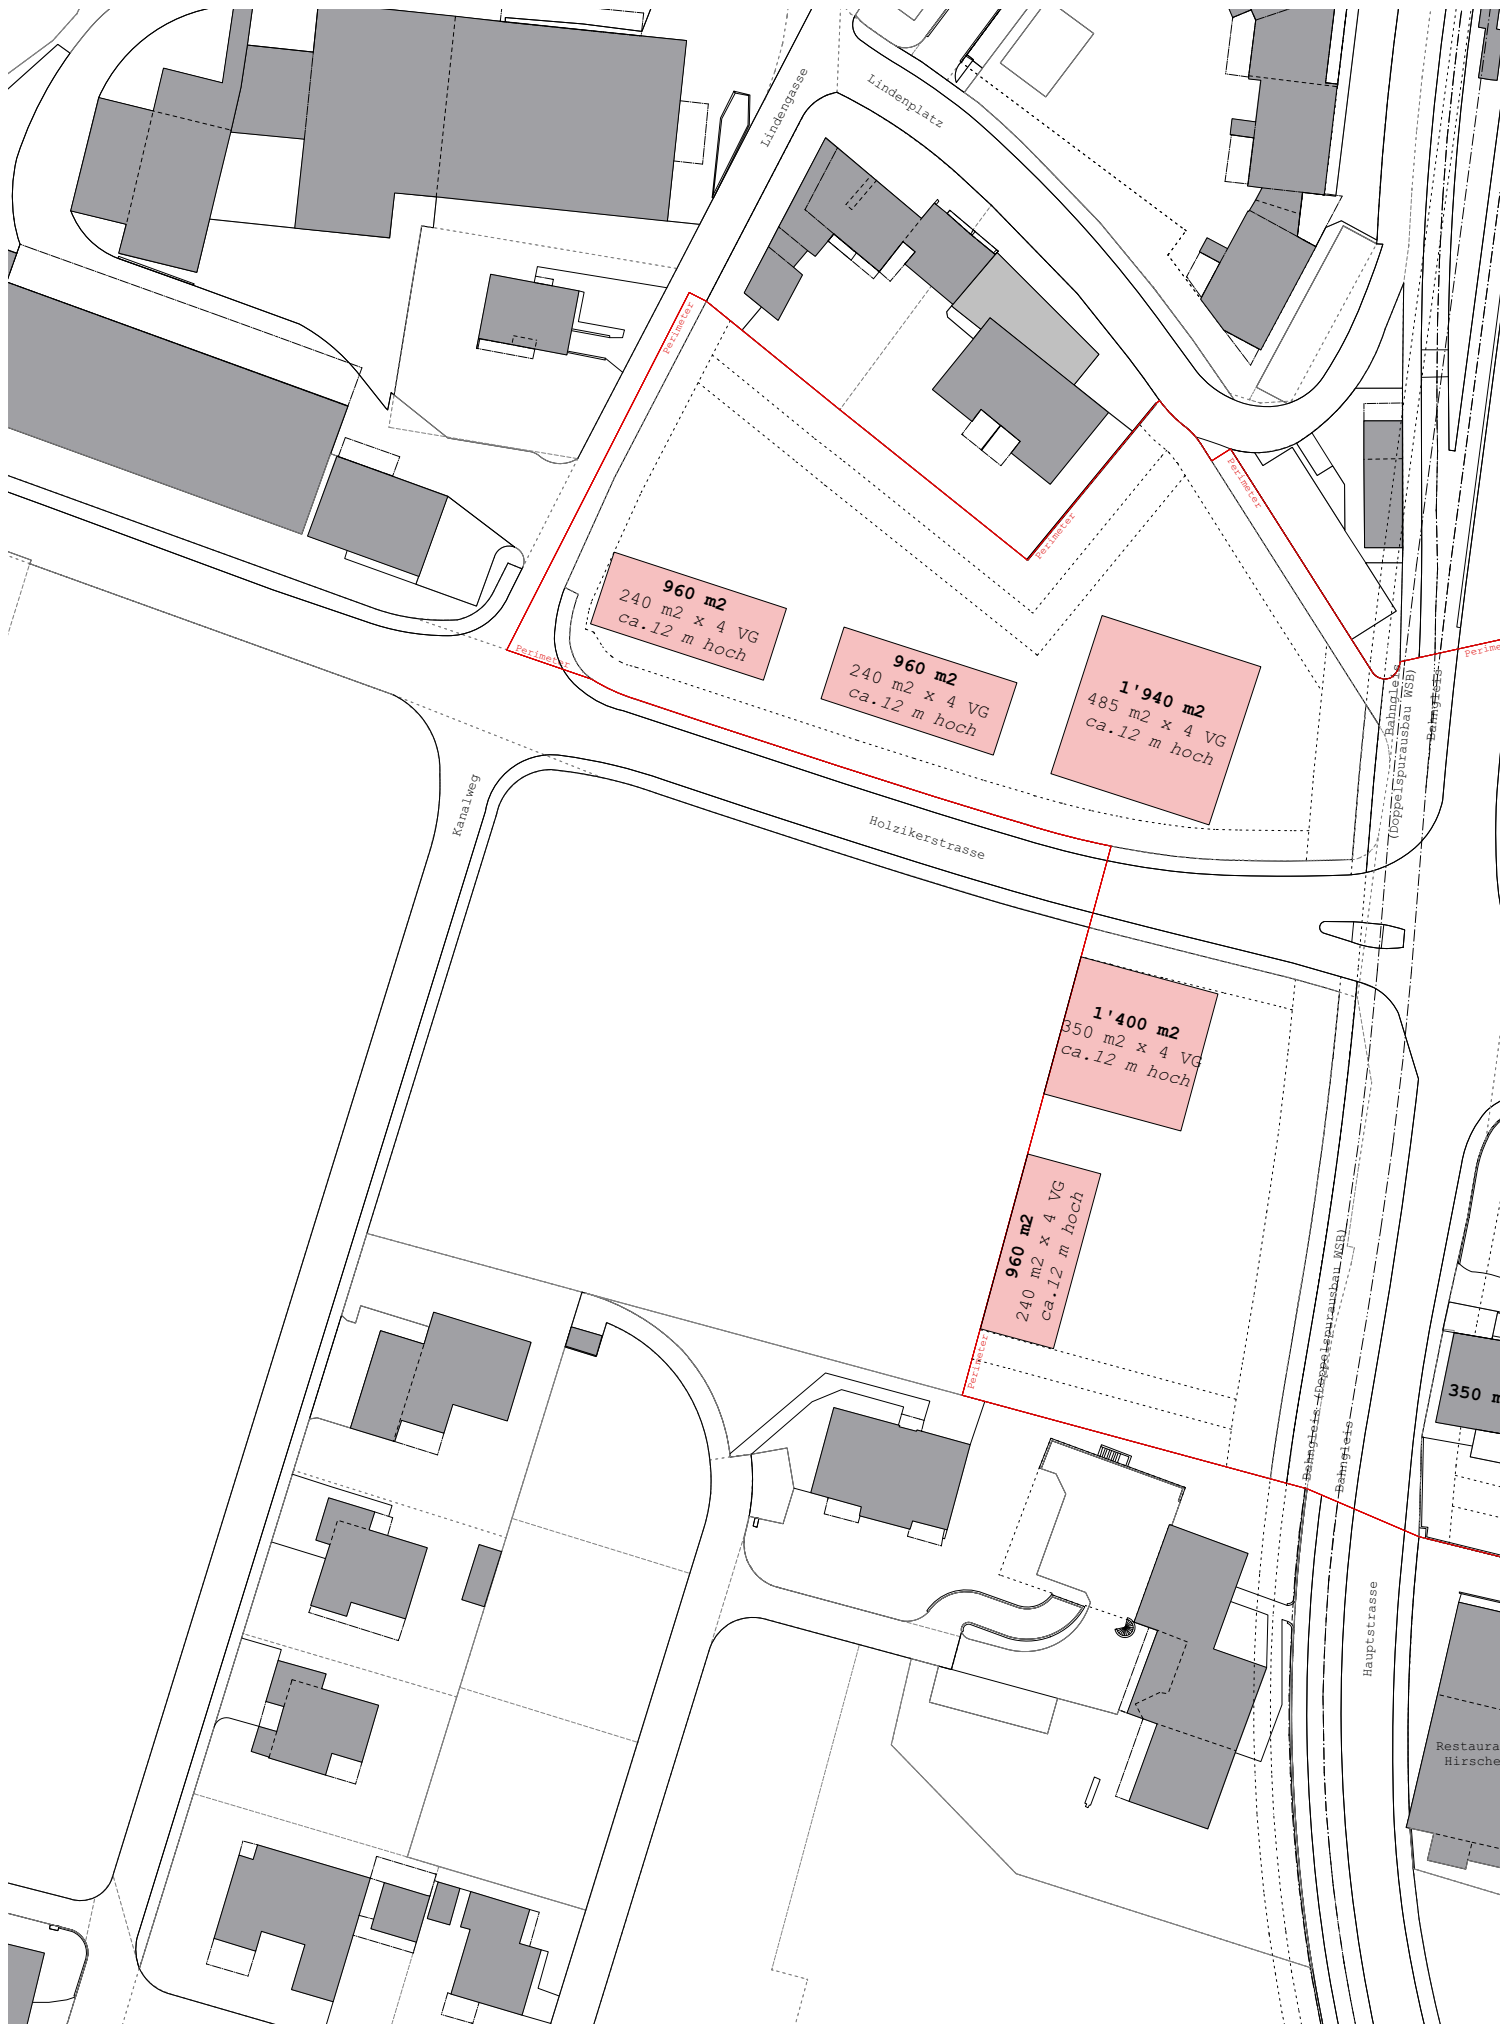 Lindengasse
Lindenplatz
Perimeter
Perimeter
Perimeter
960 m2
240 m2 x 4 VG
ca.12 m hoch
Perimeter
960 m2
240 m2 x 4 VG
ca.12 m hoch
1'940 m2
485 m2 x 4 VG
ca.12 m hoch
Perime
Bahngleis
(Doppelspurausbau WSB)
Bahngleis
Kanalweg
Holzikerstrasse
1'400 m2
350 m2 x 4 VG
ca.12 m hoch
960 m2
240 m2 x 4 VG
ca.12 m hoch
Perimeter
Bahngleis (Doppelspurausbau WSB)
Bahngleis
350 m
Hauptstrasse
Restaura
Hirsche